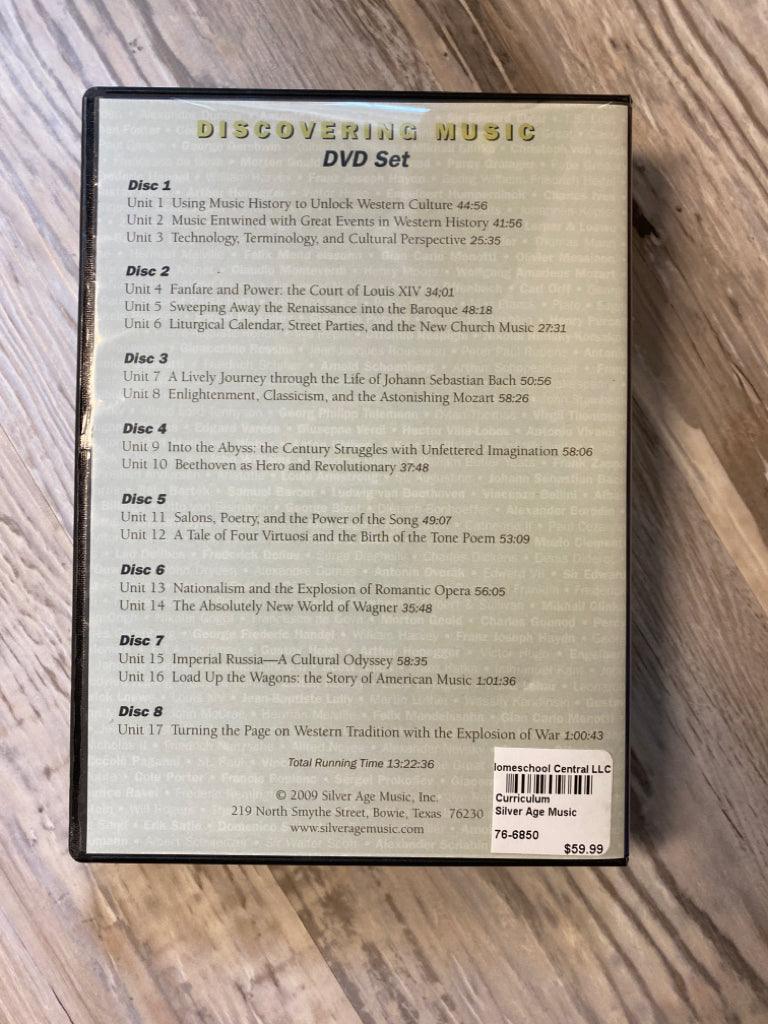 DISCOVERING MUSIC
DVD Set
Disc 1
Unit 1 Using Music History to Unlock Western Culture 44:56
Unit 2 Music Entwined with Great Events in Western History 41:56
Unit 3 Technology, Terminology, and Cultural Perspective 25:35
Disc 2
Unit 4 Fanfare and Power: the Court of Louis XIV 34;01
Unit 5 Sweeping Away the Renaissance into the Baroque 48:18
Unit 6 Liturgical Calendar, Street Parties, and the New Church Music 27:31
Disc 3
Unit 7 A Lively Journey through the Life of Johann Sebastian Bach 50:56
Unit 8 Enlightenment, Classicism, and the Astonishing Mozart 58:26
Disc 4
Unit 9 Into the Abyss: the Century Struggles with Unfettered Imagination 58:06
Unit 10 Beethoven as Hero and Revolutionary 37:48
Disc 5
Unit 11 Salons, Poetry, and the Power of the Song 49:07
Unit 12 A Tale of Four Virtuosi and the Birth of the Tone Poem 53:09
Disc 6
Unit 13 Nationalism and the Explosion of Romantic Opera 56:05
Unit 14 The Absolutely New World of Wagner 35:48
Disc 7
Unit 15 Imperial Russia—A Cultural Odyssey 58:35
Unit 16 Load Up the Wagons: the Story of American Music 1:01:36
Disc 8
Unit 17 Turning the Page on Western Tradition with the Explosion of War 1:00:43
Total Running Time 13:22:36
© 2009 Silver Age Music, Inc.
219 North Smythe Street, Bowie, Texas 76230
www.silveragemusic.com
Central LLC
Curriculum
Silver Age Music
76-6850
$59.99